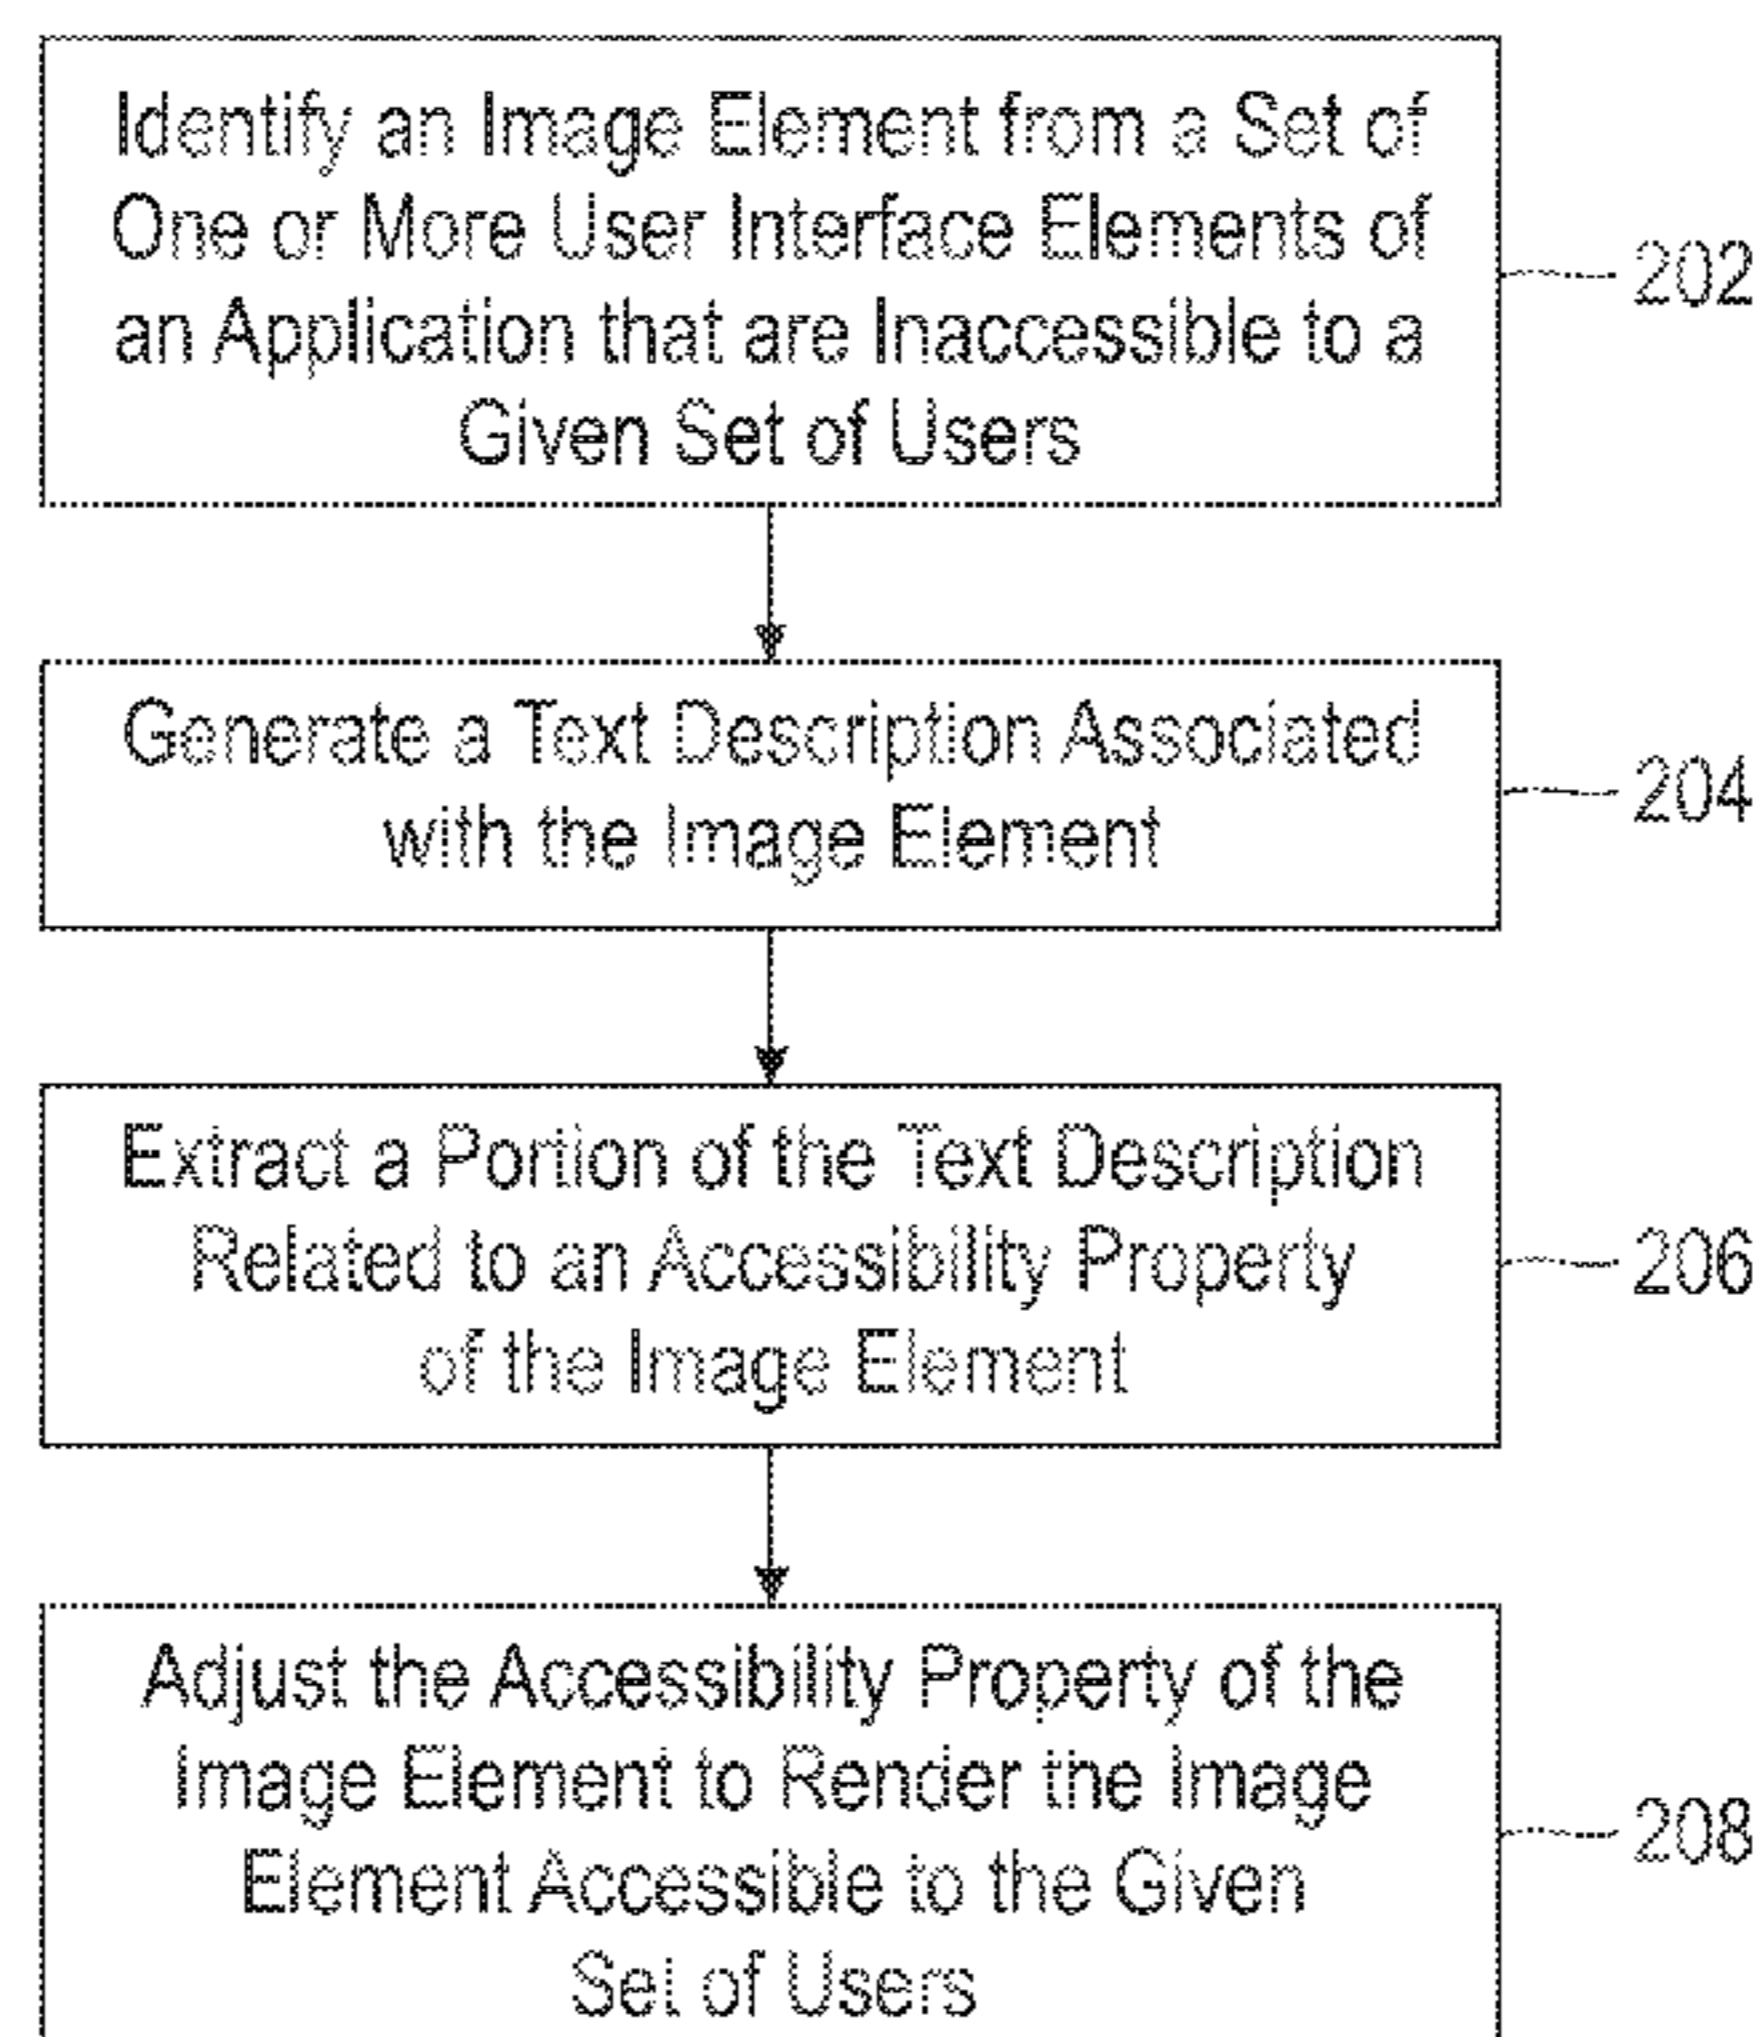 Identify an Image Element from a Set of
One or More User Interface Elements of
an Application that are Inaccessible to a
Given Set of Users
202
Generate a Text Description Associated
with the Image Element
204
Extract a Portion of the Text Description
Related to an Accessibility Property
of the Image Element
206
Adjust the Accessibility Property of the
Image Element to Render the Image
Element Accessible to the Given
Set of Users
208